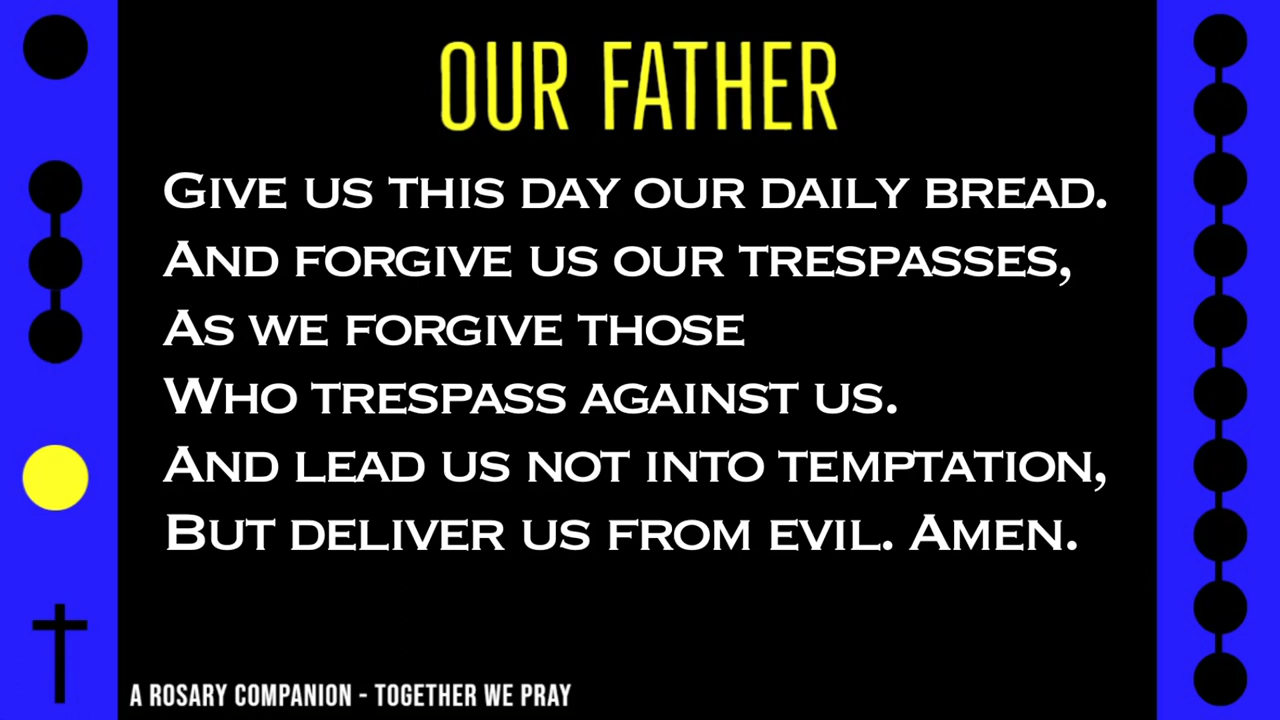 OUR FATHER
Give us this day our daily bread.
And forgive us our trespasses,
As we forgive those
Who trespass against us.
And lead us not into temptation,
But deliver us from evil. Amen.
A ROSARY COMPANION - TOGETHER WE PRAY